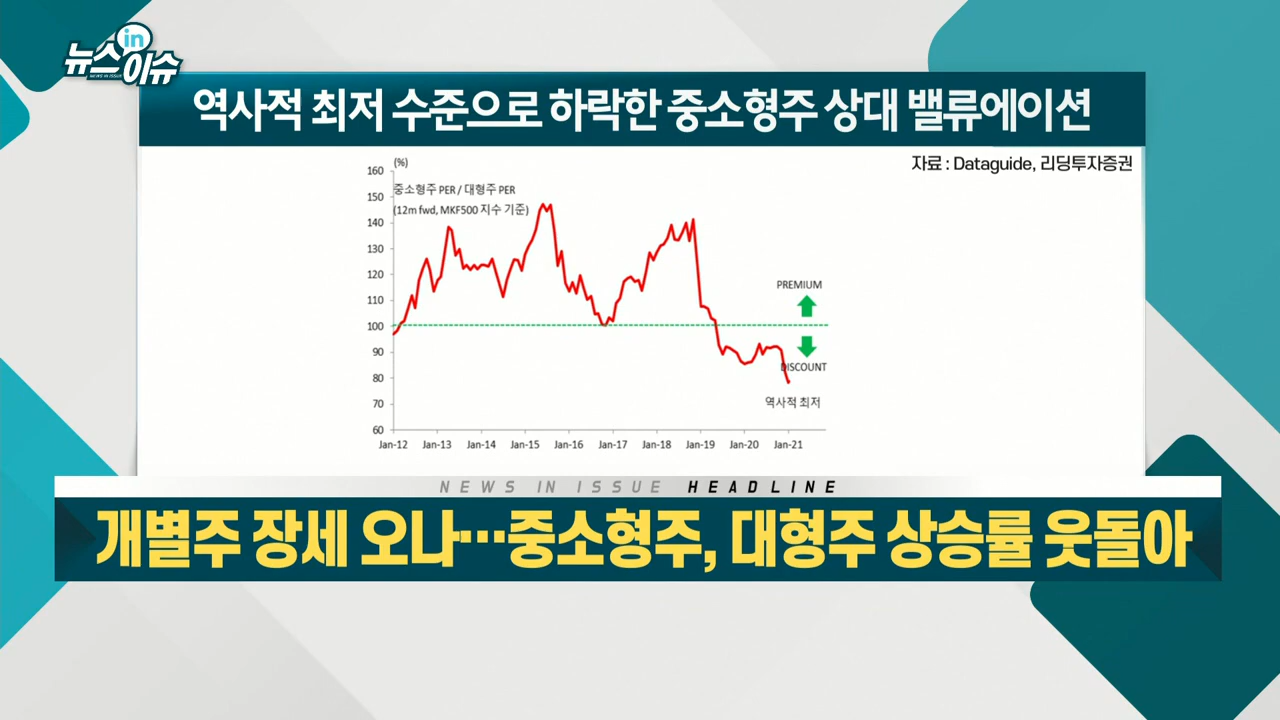 뉴스in이슈
NEWS IN ISSUE
역사적 최저 수준으로 하락한 중소형주 상대 밸류에이션
자료 : Dataguide, 리딩투자증권
(%)
160
150
140
130
120
110
100
90
80
70
60
중소형주 PER / 대형주 PER
(12m fwd, MKF500 지수 기준)
PREMIUM
DISCOUNT
역사적 최저
Jan-12 Jan-13 Jan-14 Jan-15 Jan-16 Jan-17 Jan-18 Jan-19 Jan-20 Jan-21
NEWS IN ISSUE HEADLINE
개별주 장세 오나…중소형주, 대형주 상승률 웃돌아